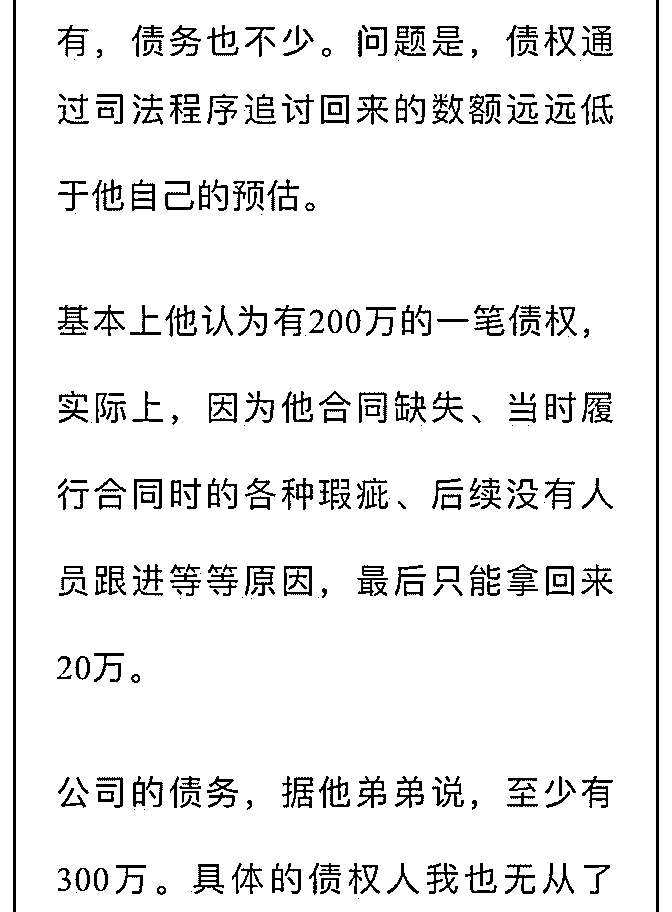 有，债务也不少。问题是，债权通
过司法程序追讨回来的数额远远低
于他自己的预估。
基本上他认为有200万的一笔债权，
实际上，因为他合同缺失、当时履
行合同时的各种瑕疵、后续没有人
员跟进等等原因，最后只能拿回来
20万。
公司的债务，据他弟弟说，至少有
300万。具体的债权人我也无从了